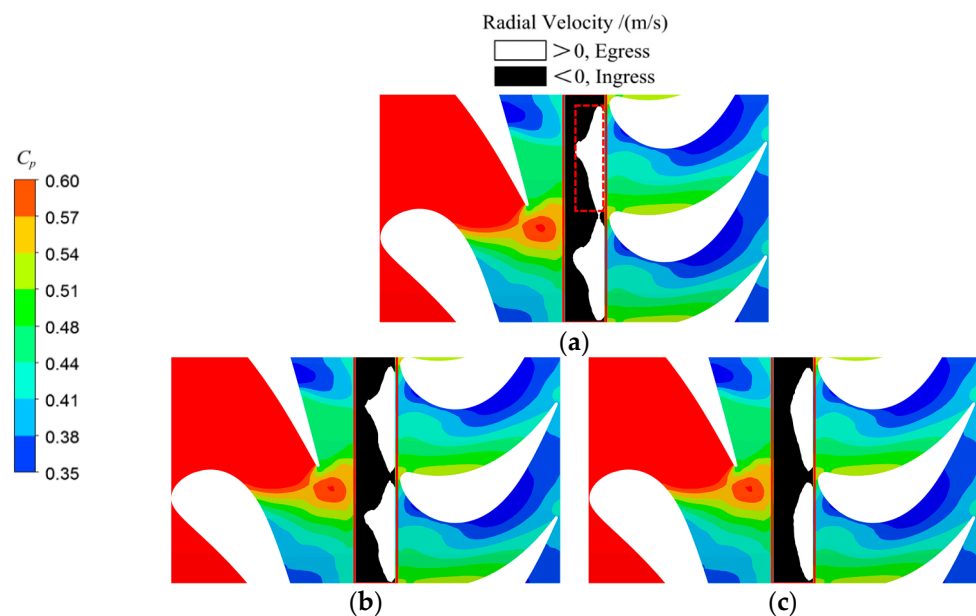 Radial Velocity /(m/s)
>0, Egress
<0, Ingress
Cp
0.60
0.57
0.54
0.51
0.48
0.44
0.41
0.38
0.35
(a)
(b)
(c)